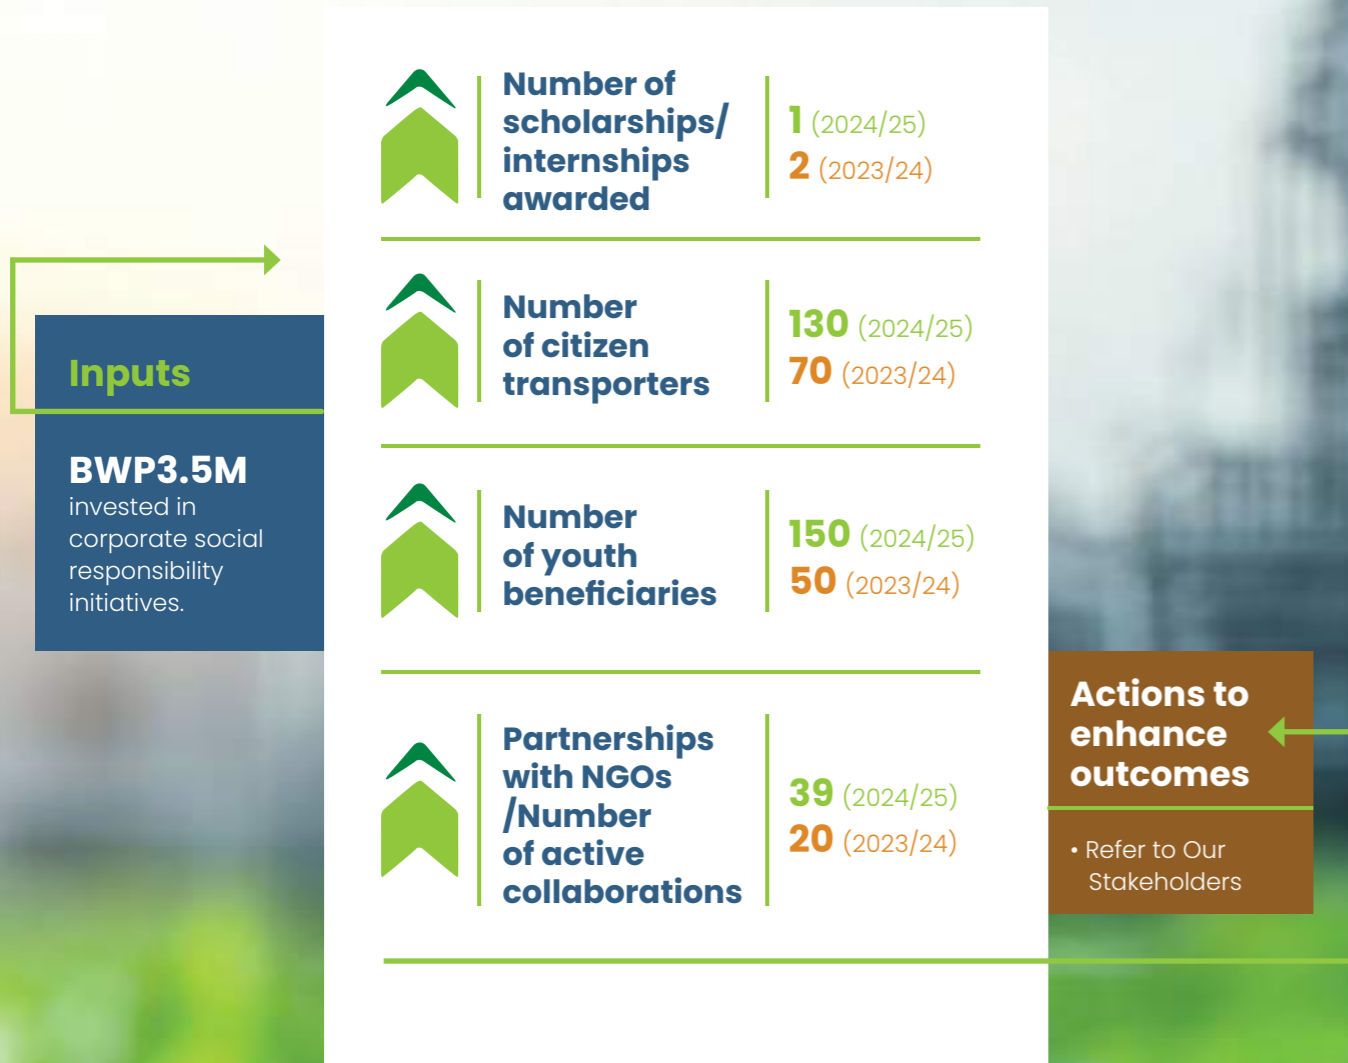 Inputs
BWP3.5M
invested in
corporate social
responsibility
initiatives.
Number of
scholarships/
internships
awarded
1 (2024/25)
2 (2023/24)
Number
of citizen
transporters
130 (2024/25)
70 (2023/24)
Number
of youth
beneficiaries
150 (2024/25)
50 (2023/24)
Partnerships
with NGOs
/Number
of active
collaborations
39 (2024/25)
20 (2023/24)
Actions to
enhance
outcomes
• Refer to Our
Stakeholders